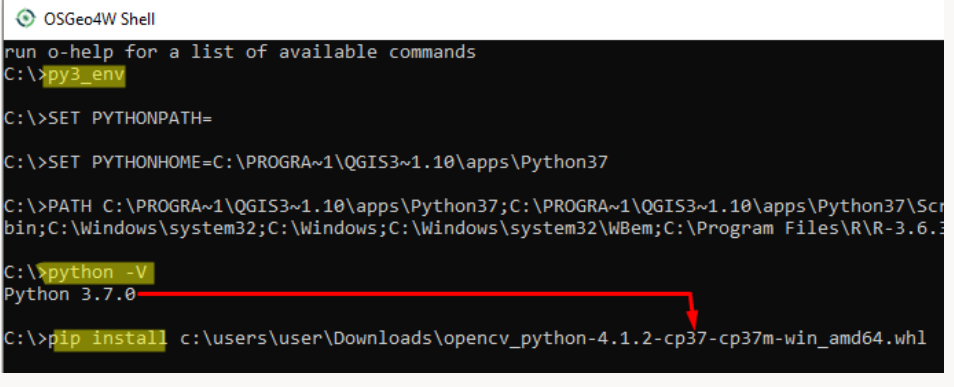 OSGeo4W Shell
run o-help for a list of available commands
C:\>py3_env
C:\>SET PYTHONPATH=
C:\>SET PYTHONHOME=C:\PROGRA~1\QGIS3~1.10\apps\Python37
C:\>PATH C:\PROGRA~1\QGIS3~1.10\apps\Python37;C:\PROGRA~1\QGIS3~1.10\apps\Python37\Scr
bin;C:\Windows\system32;C:\Windows;C:\Windows\system32\WBem;C:\Program Files\R\R-3.6.3
C:\>python -V
Python 3.7.0
C:\>pip install c:\users\user\Downloads\opencv_python-4.1.2-cp37-cp37m-win_amd64.whl